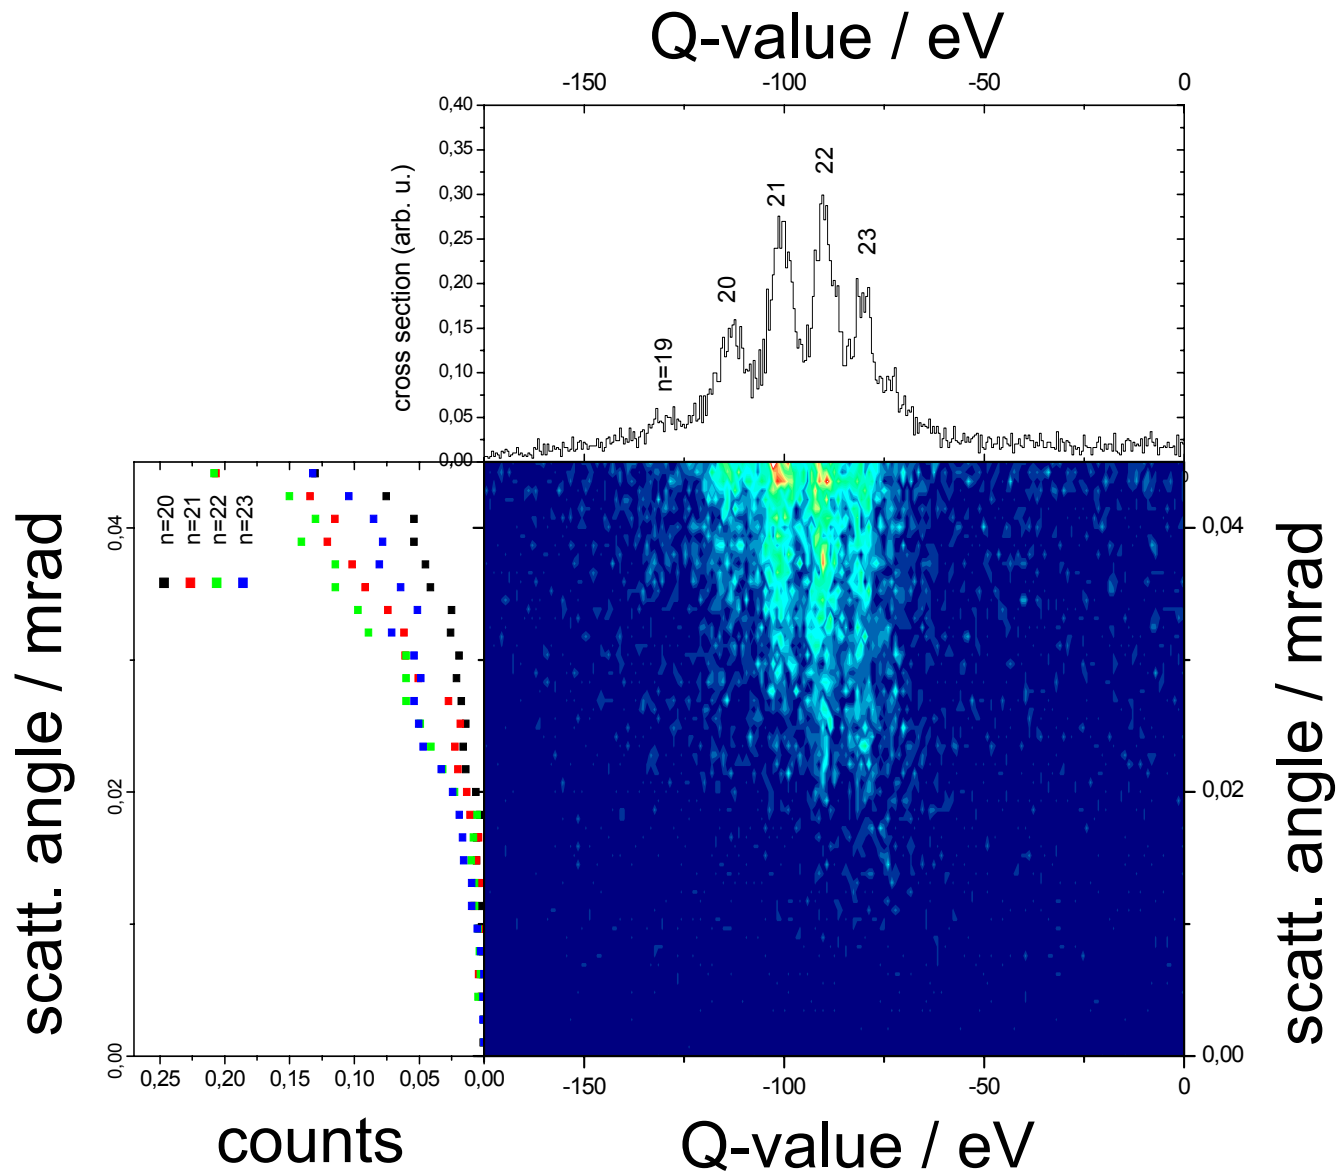 Q-value / eV
-150 -100 -50 0
cross section (arb. u.)
0,40
0,35
0,30
0,25
0,20
0,15
0,10
0,05
0,00
n=19
20
21
22
23
scatt. angle / mrad
0,04
0,02
0,00
n=20
n=21
n=22
n=23
0,25 0,20 0,15 0,10 0,05 0,00
counts
-150 -100 -50 0
Q-value / eV
0
0,04
0,02
0,00
scatt. angle / mrad